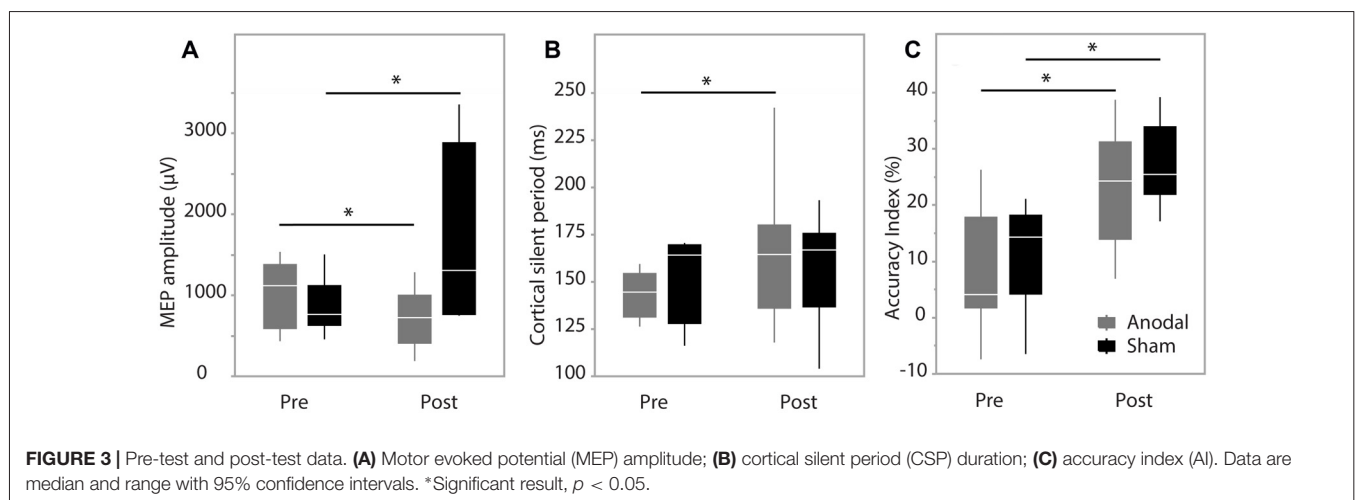 A
MEP amplitude (µV)
3000
2000
1000
0
*
*
Pre
Post
B
Cortical silent period (ms)
250
225
200
175
150
125
100
*
Pre
Post
C
Accuracy Index (%)
40
30
20
10
0
-10
*
*
Anodal
Sham
Pre
Post
FIGURE 3 | Pre-test and post-test data. (A) Motor evoked potential (MEP) amplitude; (B) cortical silent period (CSP) duration; (C) accuracy index (AI). Data are
median and range with 95% confidence intervals. *Significant result, p < 0.05.